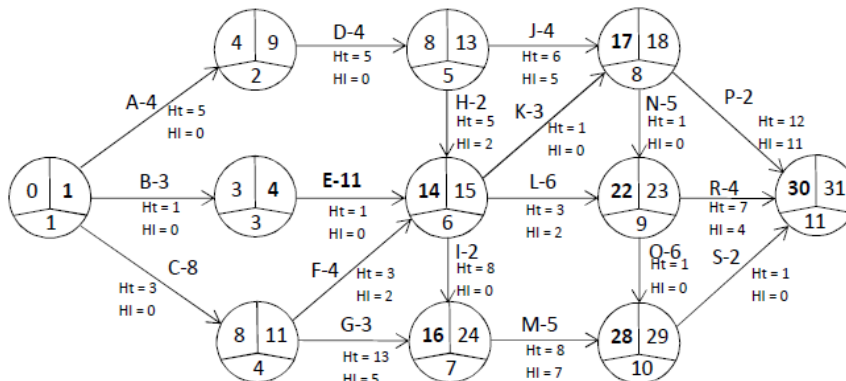 4 9
2
D-4
Ht = 5
Hl = 0
8 13
5
J-4
Ht = 6
Hl = 5
17 18
8
A-4
Ht = 5
Hl = 0
H-2
Ht = 5
Hl = 2
K-3
Ht = 1
Hl = 0
N-5
Ht = 1
Hl = 0
P-2
Ht = 12
Hl = 11
0 1
1
B-3
Ht = 1
Hl = 0
3 4
3
E-11
Ht = 1
Hl = 0
14 15
6
L-6
Ht = 3
Hl = 2
22 23
9
R-4
Ht = 7
Hl = 4
30 31
11
C-8
Ht = 3
Hl = 0
F-4
Ht = 3
Hl = 2
I-2
Ht = 8
Hl = 0
O-6
Ht = 1
Hl = 0
S-2
Ht = 1
Hl = 0
8 11
4
G-3
Ht = 13
Hl = 5
16 24
7
M-5
Ht = 8
Hl = 7
28 29
10